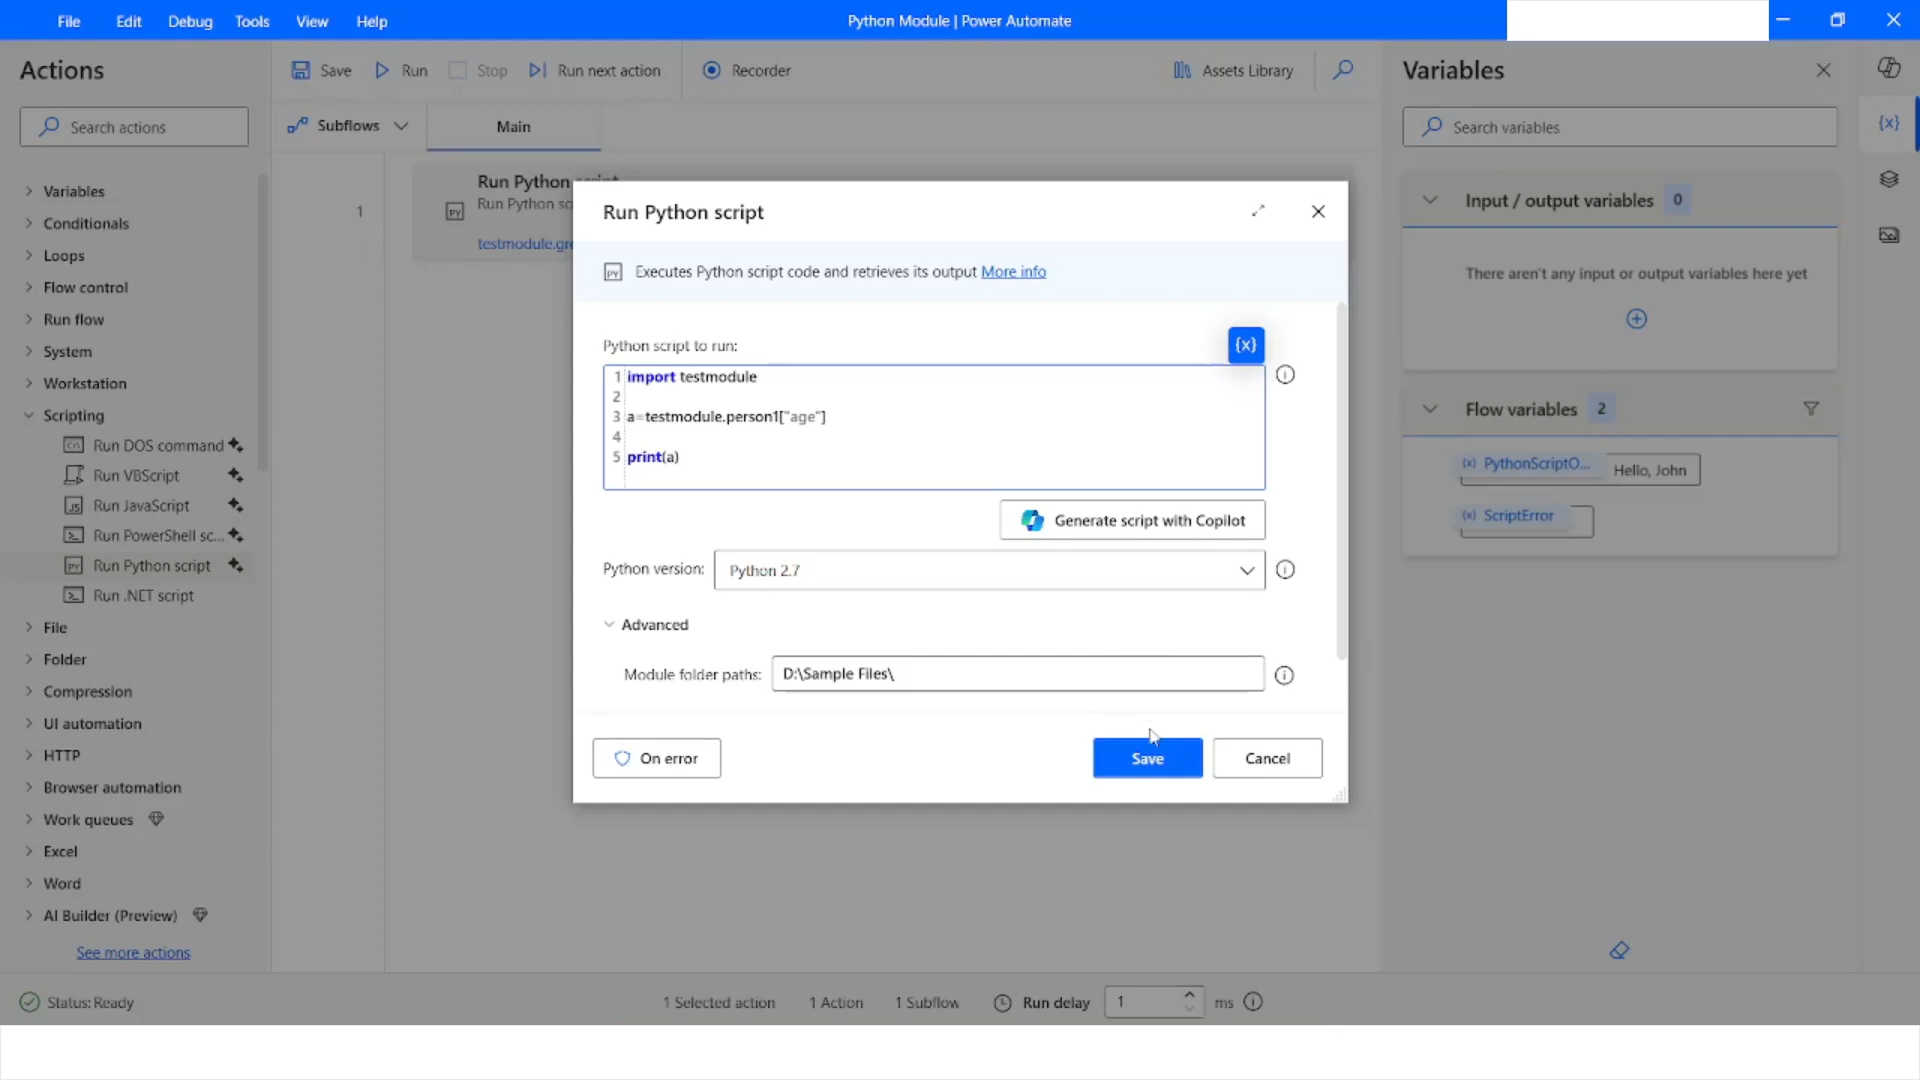 File Edit Debug Tools View Help
Python Module | Power Automate
Actions
Search actions
Variables
Conditionals
Loops
Flow control
Run flow
System
Workstation
Scripting
Run DOS command
Run VBScript
Run JavaScript
Run PowerShell sc...
Run Python script
Run .NET script
File
Folder
Compression
UI automation
HTTP
Browser automation
Work queues
Excel
Word
AI Builder (Preview)
See more actions
Save Run Stop Run next action Recorder Assets Library
Subflows Main
1
Run Python script
Run Python sc
testmodule.gre
Run Python script
PY Executes Python script code and retrieves its output More info
Python script to run: {x}
1 import testmodule
2
3 a=testmodule.person1["age"]
4
5 print(a)
Generate script with Copilot
Python version: Python 2.7
Advanced
Module folder paths: D:\Sample Files\
On error Save Cancel
Variables
{x}
Search variables
Input / output variables 0
There aren't any input or output variables here yet
Flow variables 2
{x} PythonScriptO... Hello, John
{x} ScriptError
Status: Ready 1 Selected action 1 Action 1 Subflow Run delay 1 ms